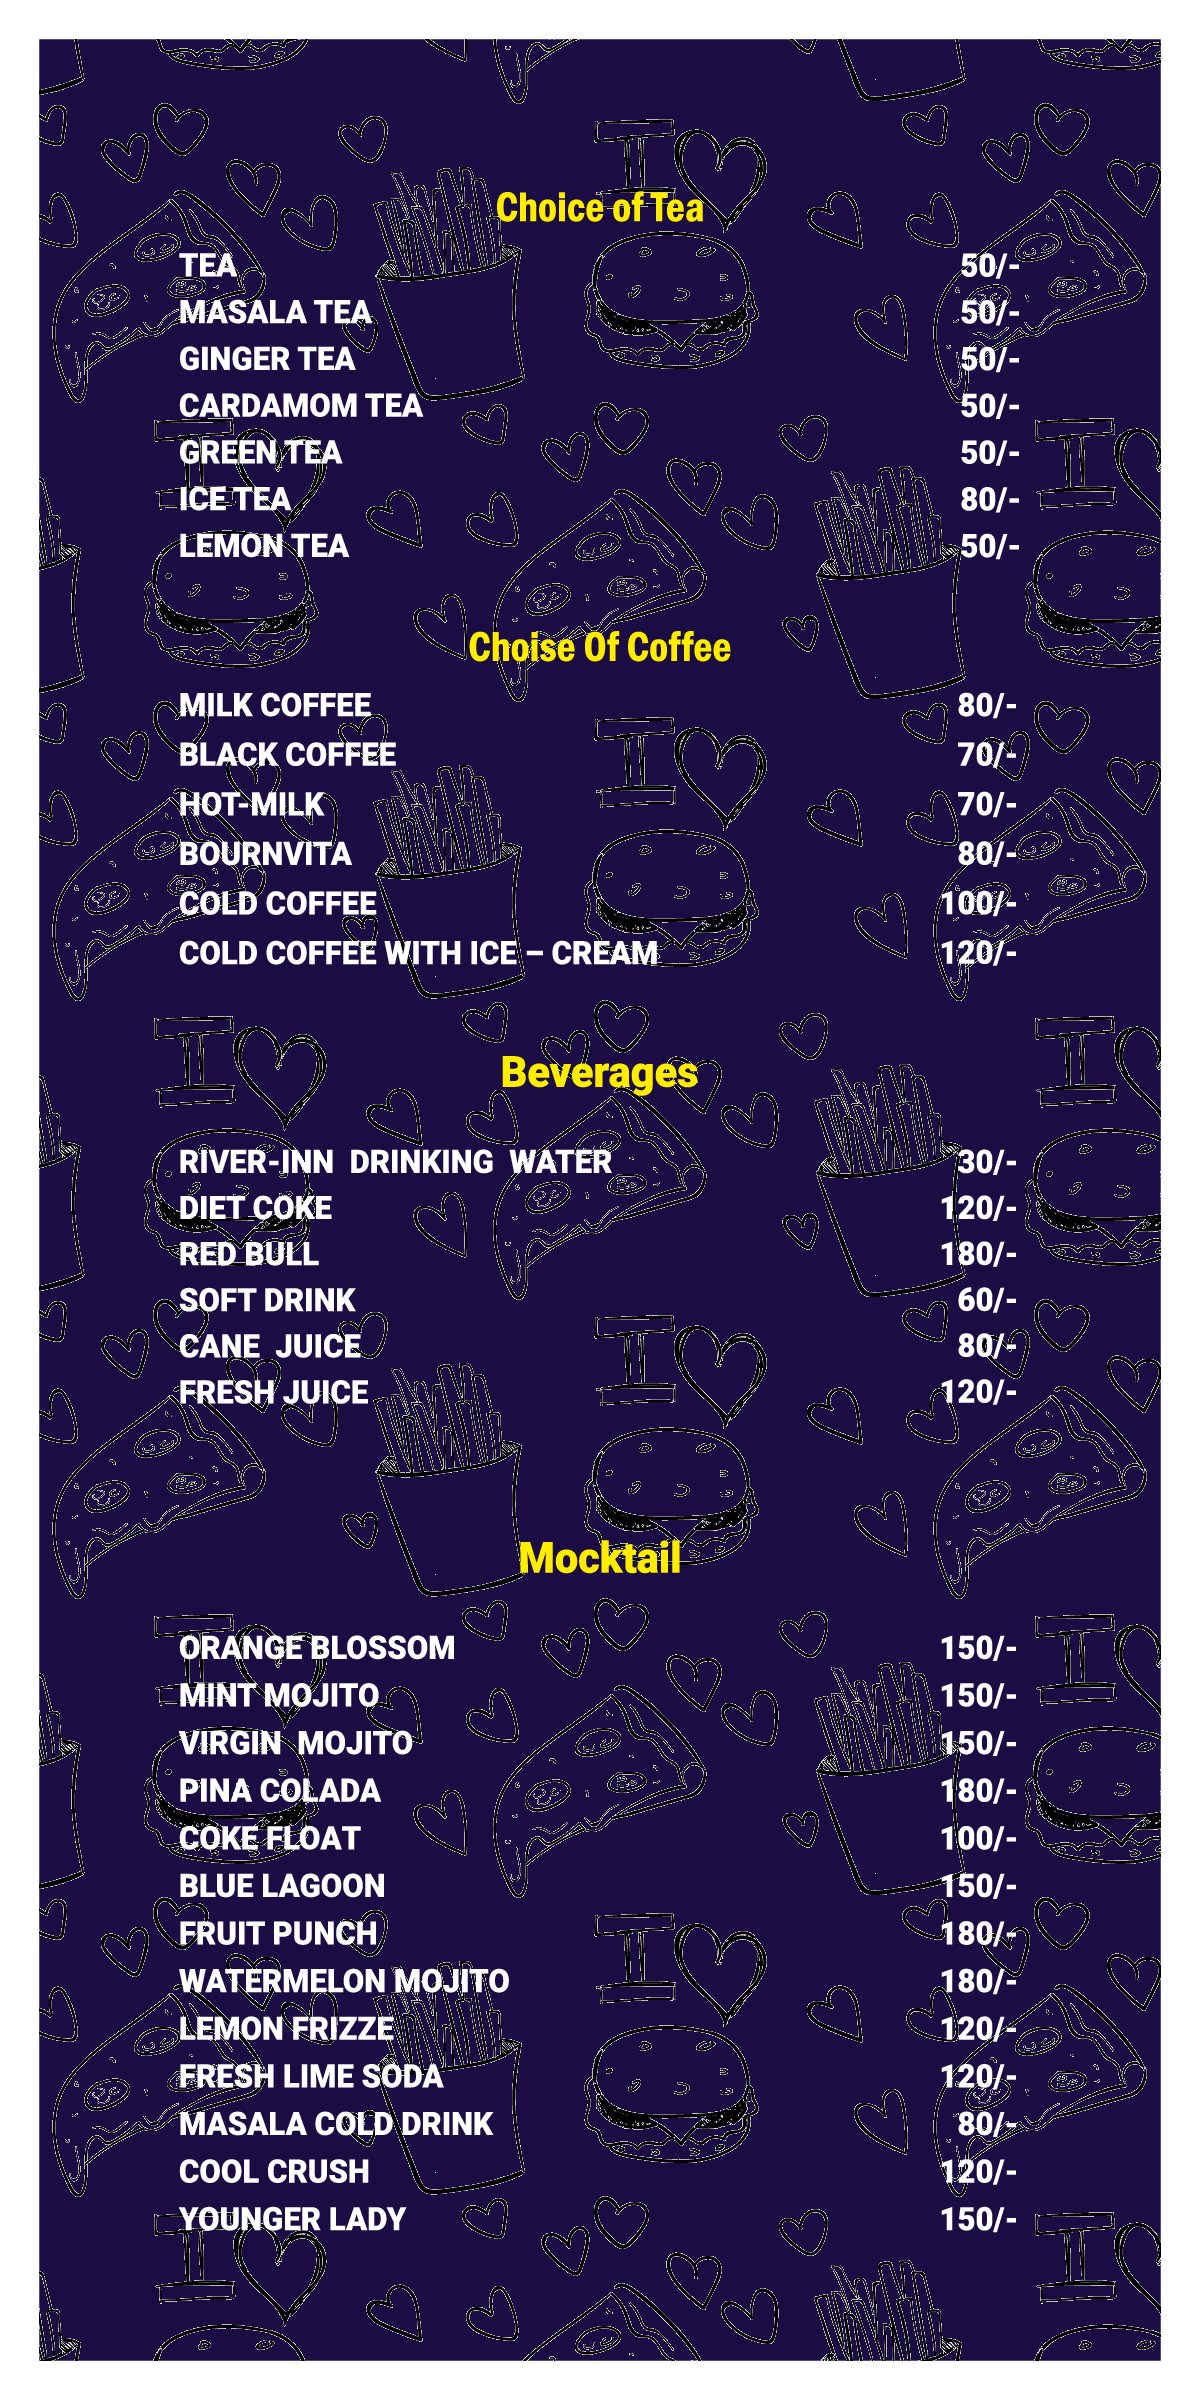 Choice of Tea
TEA 50/-
MASALA TEA 50/-
GINGER TEA 50/-
CARDAMOM TEA 50/-
GREEN TEA 50/-
ICE TEA 80/-
LEMON TEA 50/-
Choise Of Coffee
MILK COFFEE 80/-
BLACK COFFEE 70/-
HOT-MILK 70/-
BOURNVITA 80/-
COLD COFFEE 100/-
COLD COFFEE WITH ICE – CREAM 120/-
Beverages
RIVER-INN DRINKING WATER 30/-
DIET COKE 120/-
RED BULL 180/-
SOFT DRINK 60/-
CANE JUICE 80/-
FRESH JUICE 120/-
Mocktail
ORANGE BLOSSOM 150/-
MINT MOJITO 150/-
VIRGIN MOJITO 150/-
PINA COLADA 180/-
COKE FLOAT 100/-
BLUE LAGOON 150/-
FRUIT PUNCH 180/-
WATERMELON MOJITO 180/-
LEMON FRIZZE 120/-
FRESH LIME SODA 120/-
MASALA COLD DRINK 80/-
COOL CRUSH 120/-
YOUNGER LADY 150/-